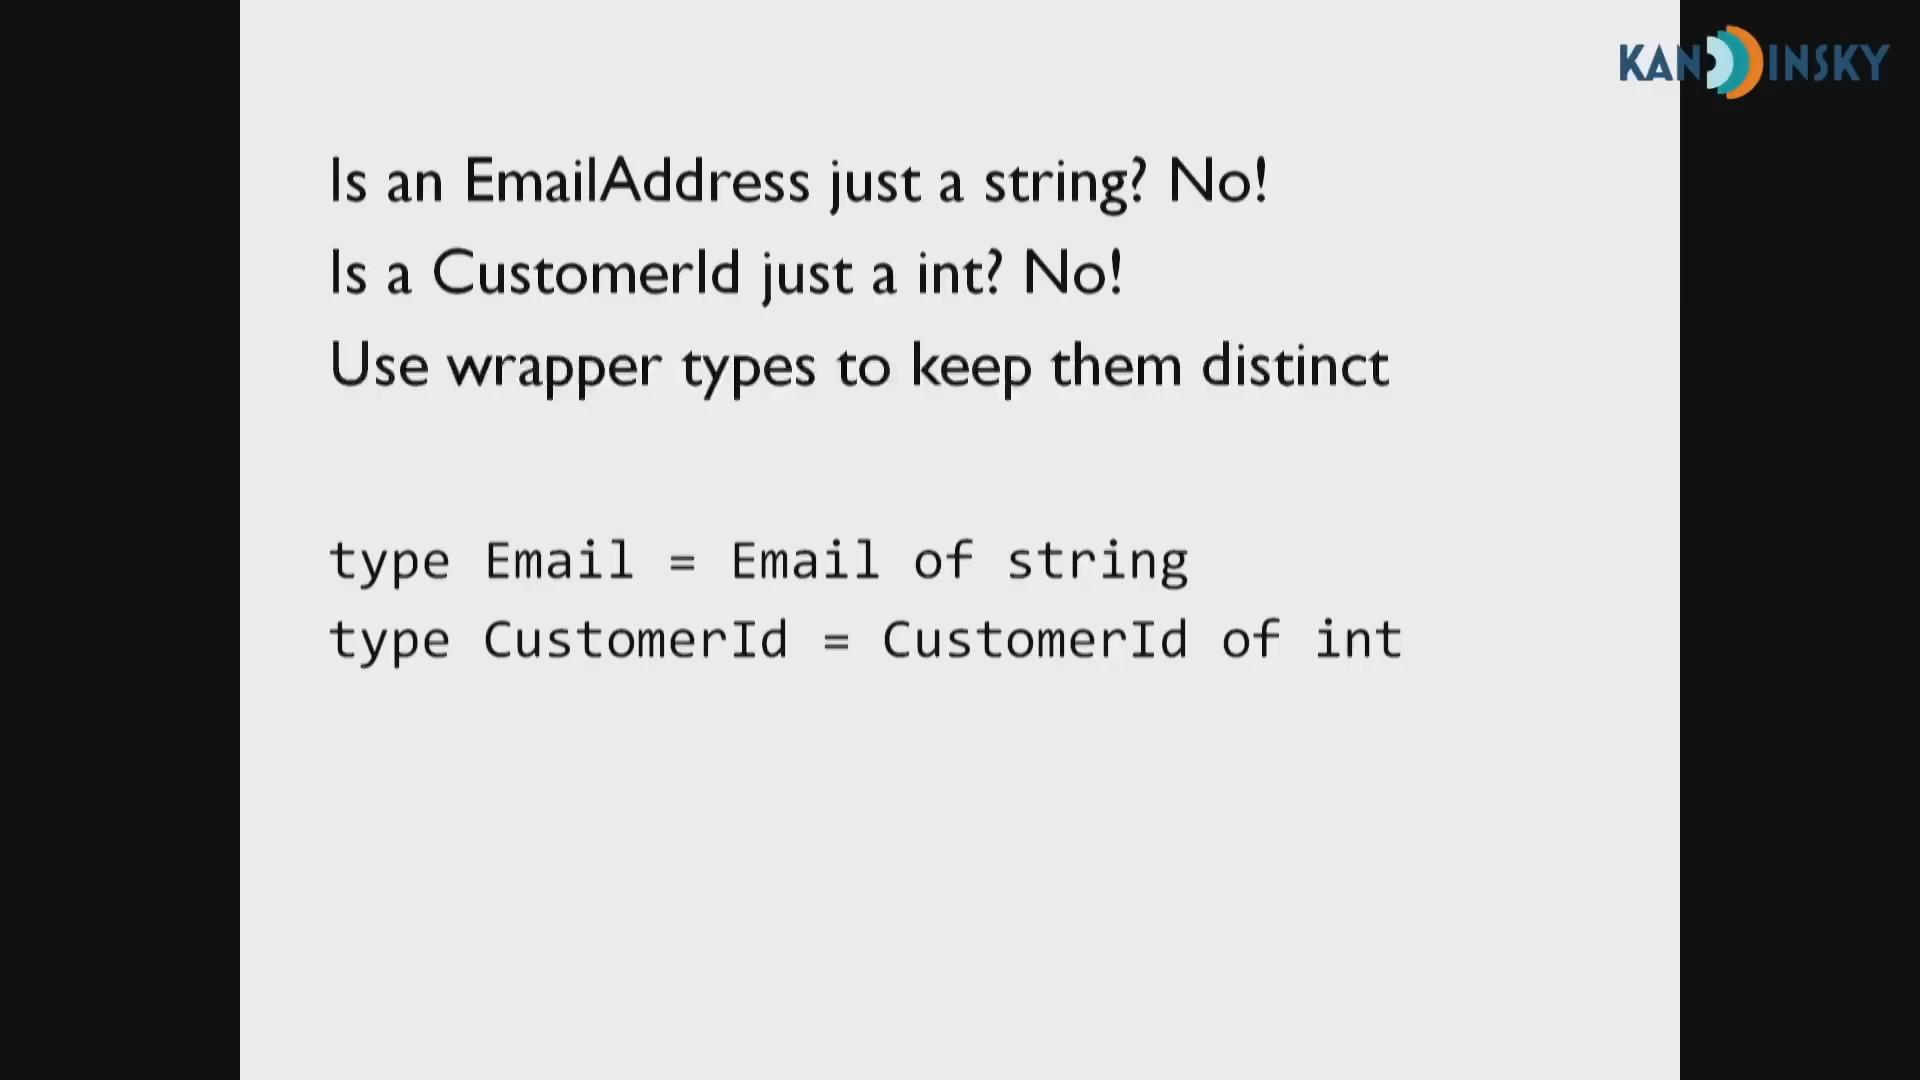 KANDINSKY
Is an EmailAddress just a string? No!
Is a CustomerId just a int? No!
Use wrapper types to keep them distinct
type Email = Email of string
type CustomerId = CustomerId of int